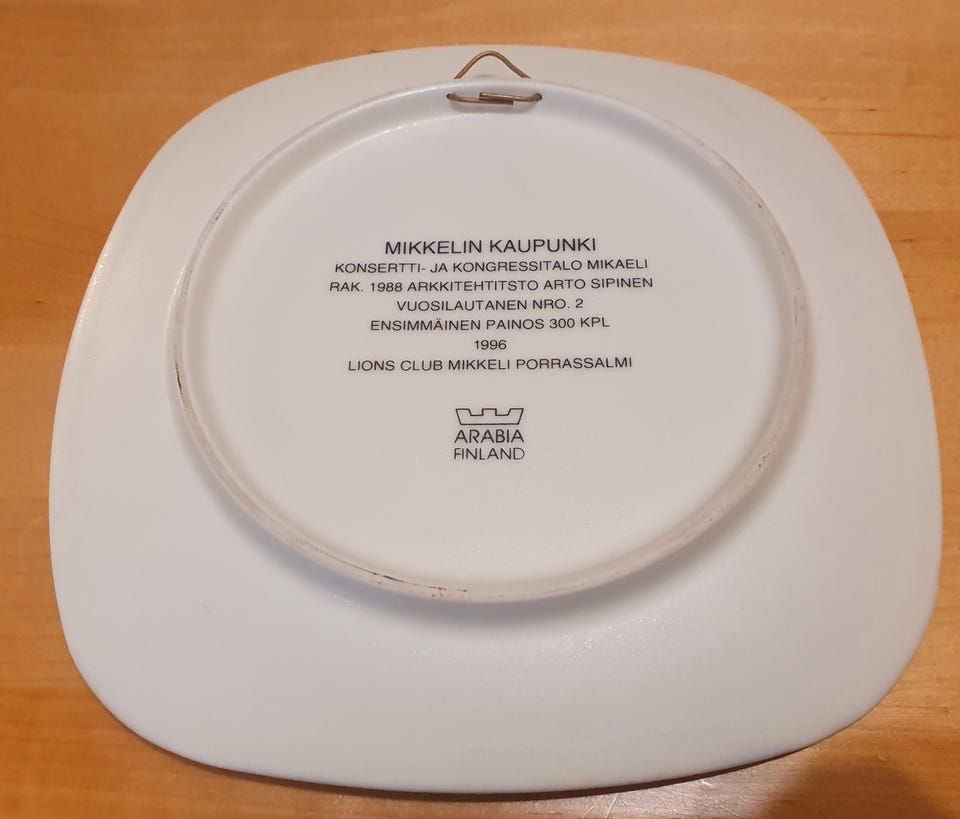 MIKKELIN KAUPUNKI
KONSERTTI- JA KONGRESSITALO MIKAELI
RAK. 1988 ARKKITEHTITSTO ARTO SIPINEN
VUOSILAUTANEN NRO. 2
ENSIMMÄINEN PAINOS 300 KPL
1996
LIONS CLUB MIKKELI PORRASSALMI
ARABIA
FINLAND